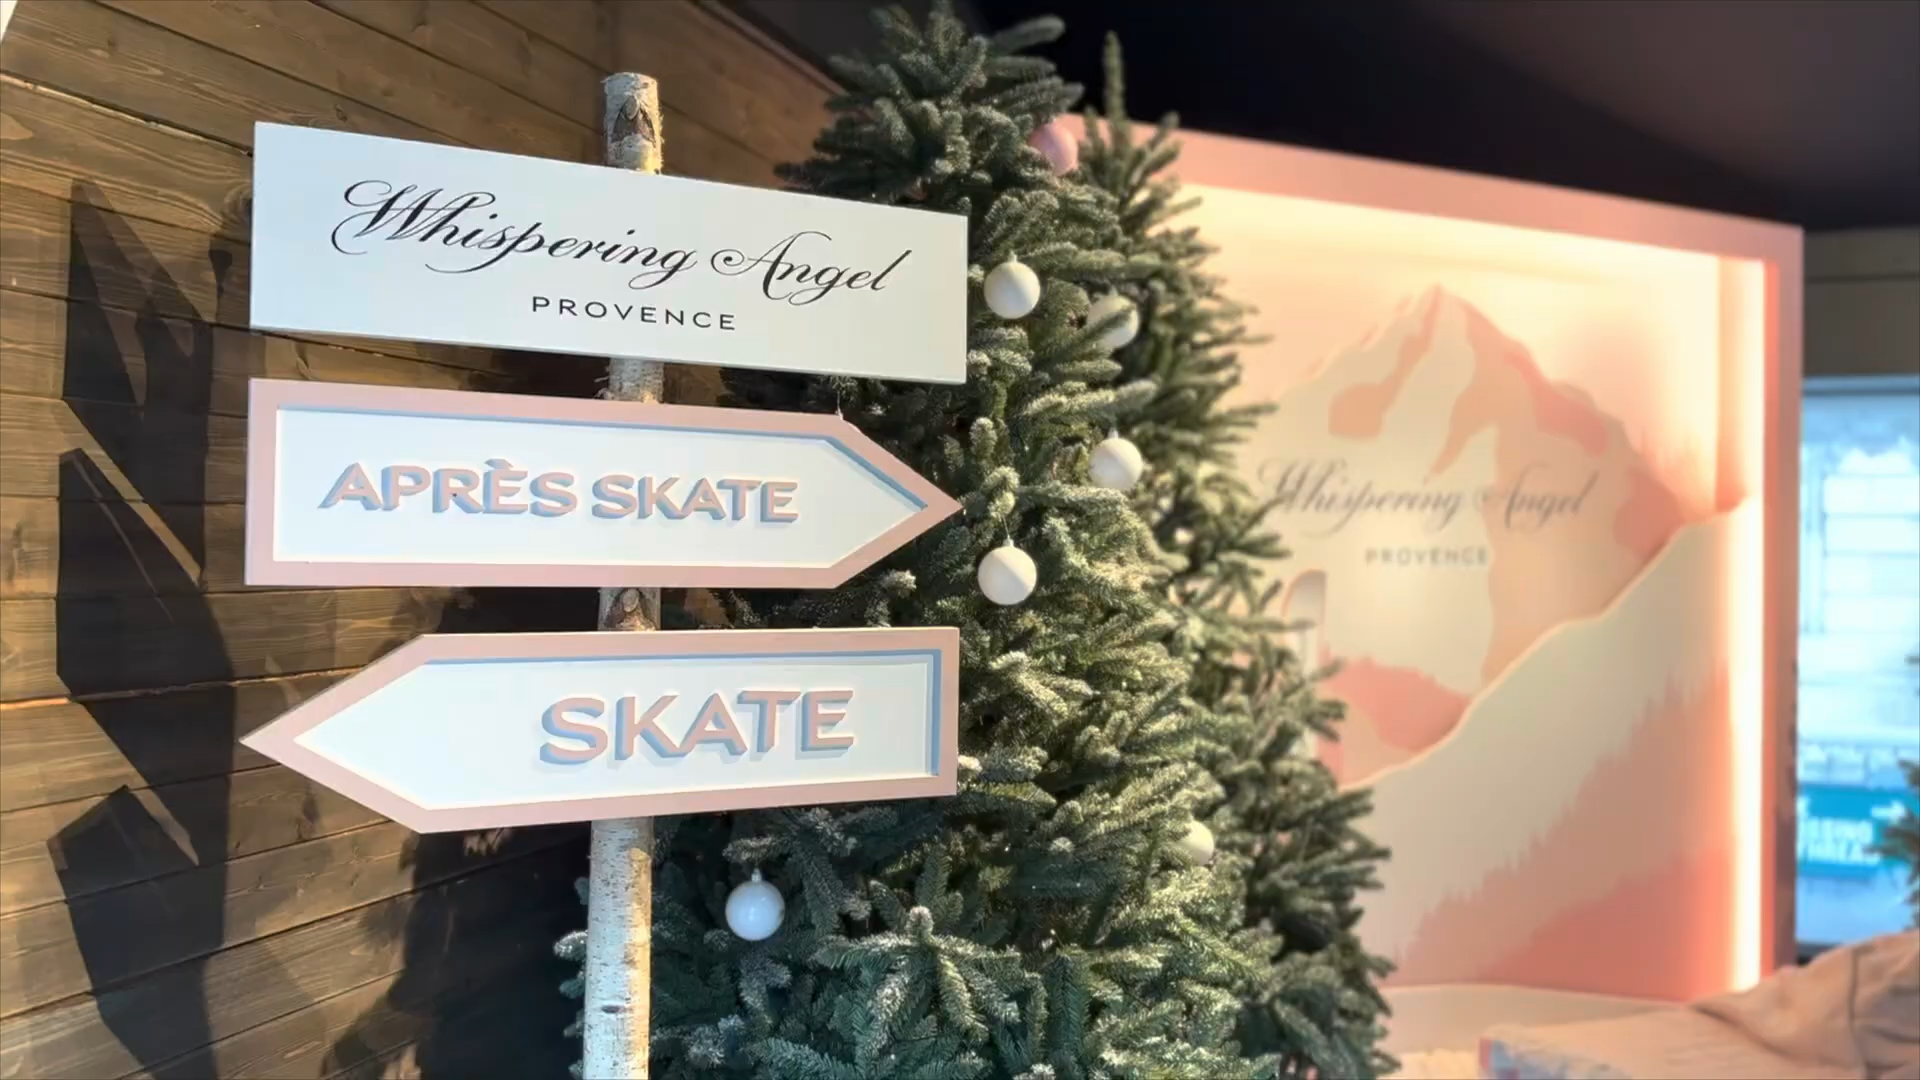 Whispering Angel
PROVENCE
APRÈS SKATE
SKATE
Whispering Angel
PROVENCE